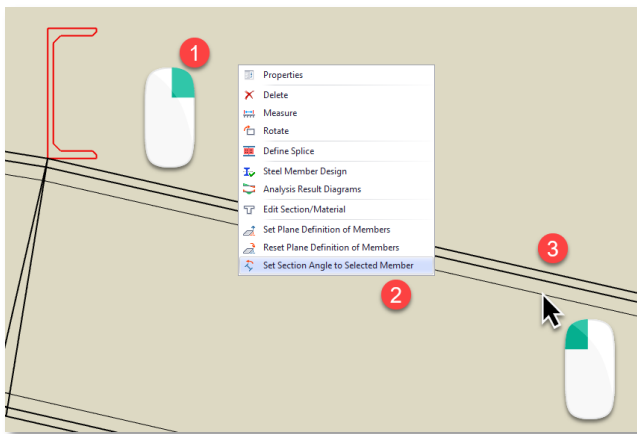 1
Properties
Delete
Measure
Rotate
Define Splice
Steel Member Design
Analysis Result Diagrams
Edit Section/Material
Set Plane Definition of Members
Reset Plane Definition of Members
Set Section Angle to Selected Member
2
3